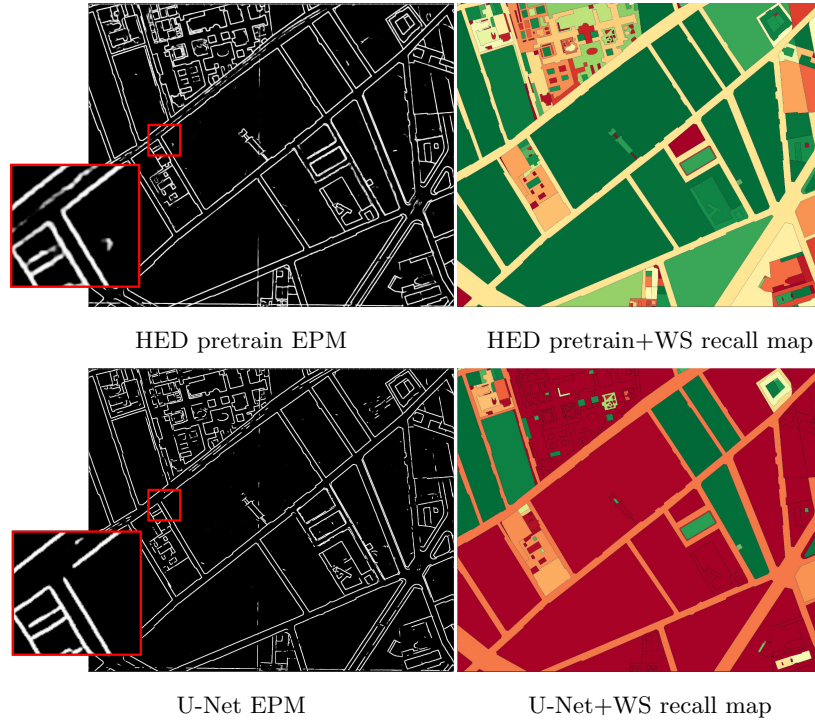 HED pretrain EPM
HED pretrain+WS recall map
U-Net EPM
U-Net+WS recall map